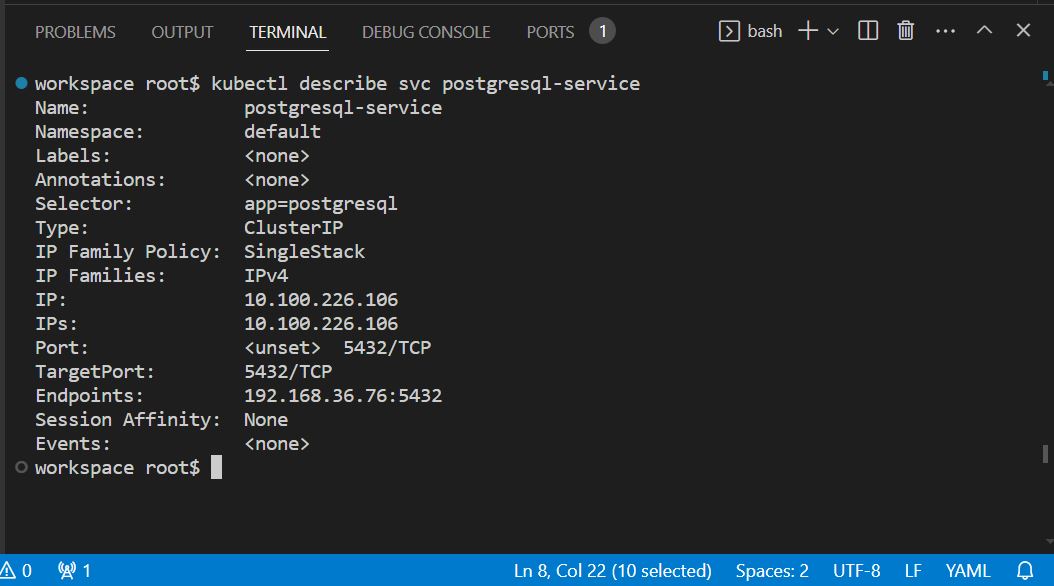 PROBLEMS OUTPUT TERMINAL DEBUG CONSOLE PORTS 1 bash
workspace root$ kubectl describe svc postgresql-service
Name: postgresql-service
Namespace: default
Labels: <none>
Annotations: <none>
Selector: app=postgresql
Type: ClusterIP
IP Family Policy: SingleStack
IP Families: IPv4
IP: 10.100.226.106
IPs: 10.100.226.106
Port: <unset> 5432/TCP
TargetPort: 5432/TCP
Endpoints: 192.168.36.76:5432
Session Affinity: None
Events: <none>
workspace root$
0 1 Ln 8, Col 22 (10 selected) Spaces: 2 UTF-8 LF YAML